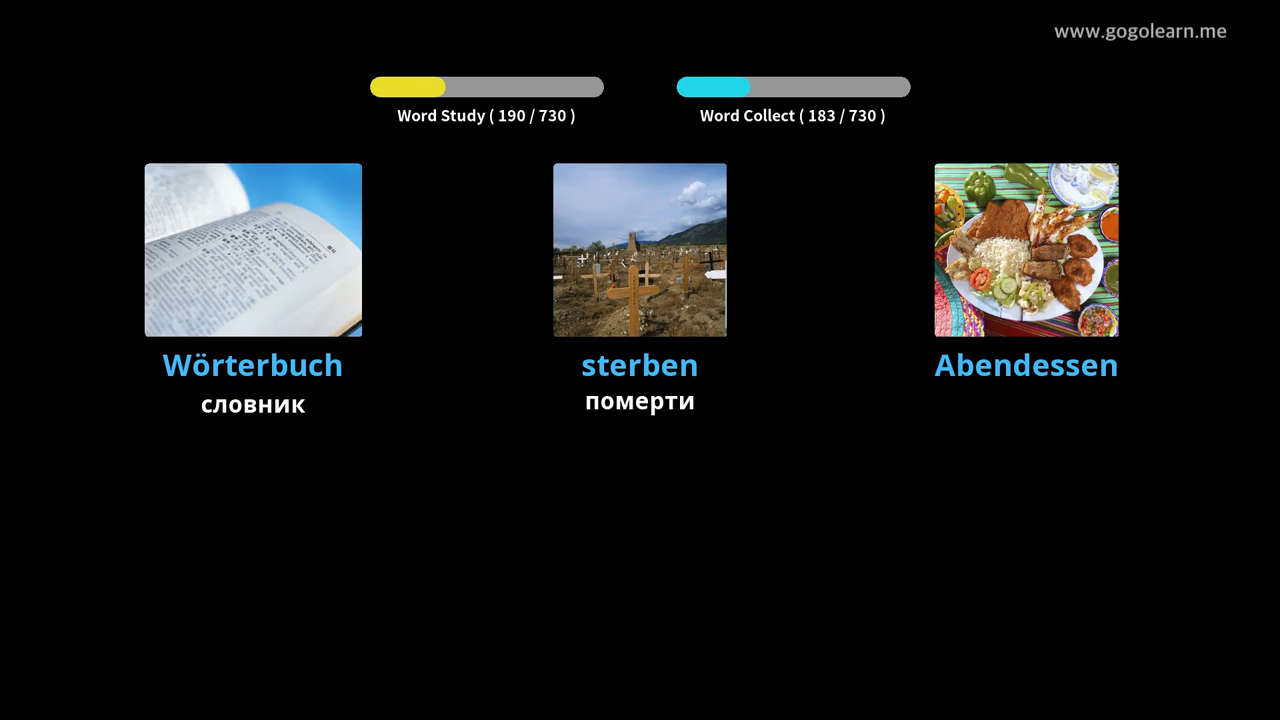 www.gogolearn.me
Word Study ( 190 / 730 )
Word Collect ( 183 / 730 )
Wörterbuch
словник
sterben
померти
Abendessen